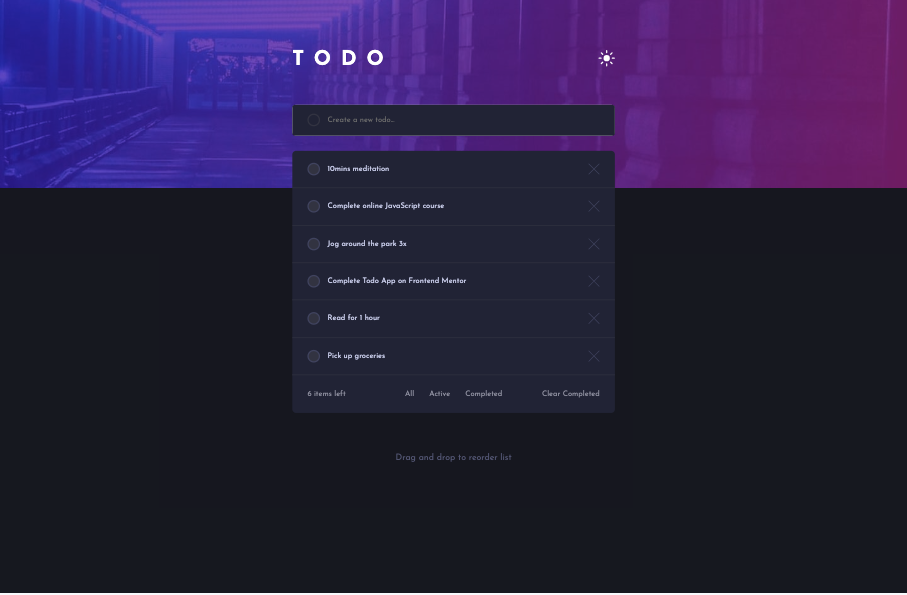 TODO
Create a new todo...
10mins meditation
Complete online JavaScript course
Jog around the park 3x
Complete Todo App on Frontend Mentor
Read for 1 hour
Pick up groceries
6 items left All Active Completed Clear Completed
Drag and drop to reorder list